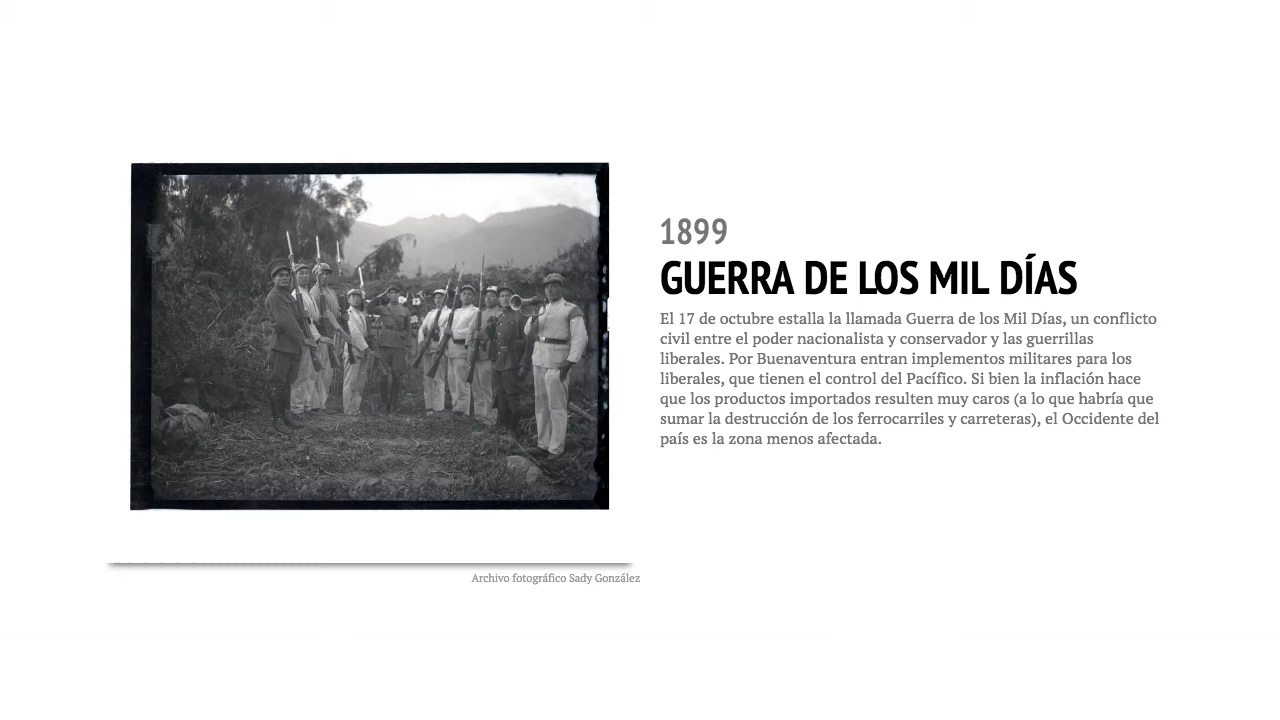 1899
GUERRA DE LOS MIL DÍAS
El 17 de octubre estalla la llamada Guerra de los Mil Días, un conflicto
civil entre el poder nacionalista y conservador y las guerrillas
liberales. Por Buenaventura entran implementos militares para los
liberales, que tienen el control del Pacífico. Si bien la inflación hace
que los productos importados resulten muy caros (a lo que habría que
sumar la destrucción de los ferrocarriles y carreteras), el Occidente del
país es la zona menos afectada.
Archivo fotográfico Sady González